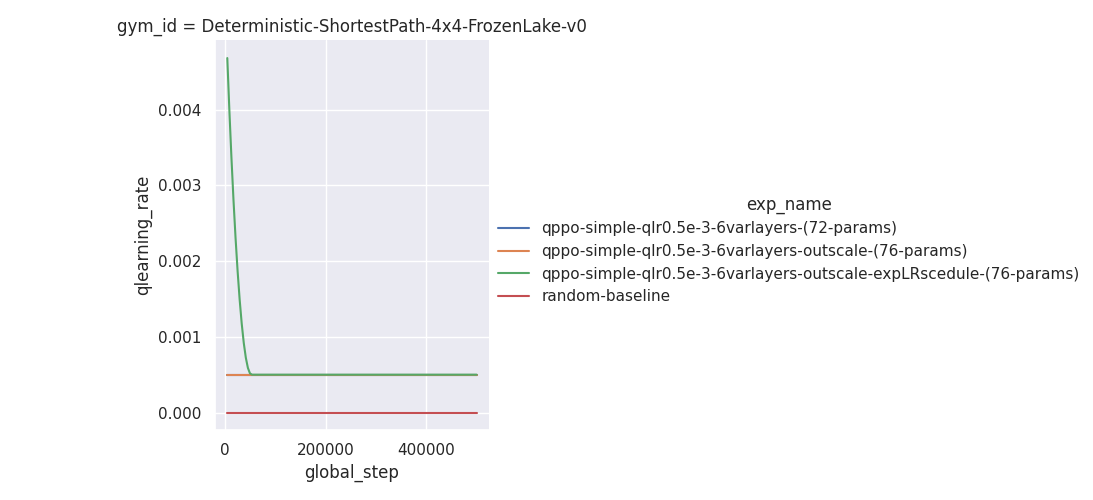 gym_id = Deterministic-ShortestPath-4x4-FrozenLake-v0
0.004
0.003
0.002
0.001
0.000
qlearning_rate
0
200000
400000
global_step
exp_name
qppo-simple-qlr0.5e-3-6varlayers-(72-params)
qppo-simple-qlr0.5e-3-6varlayers-outscale-(76-params)
qppo-simple-qlr0.5e-3-6varlayers-outscale-expLRscedule-(76-params)
random-baseline